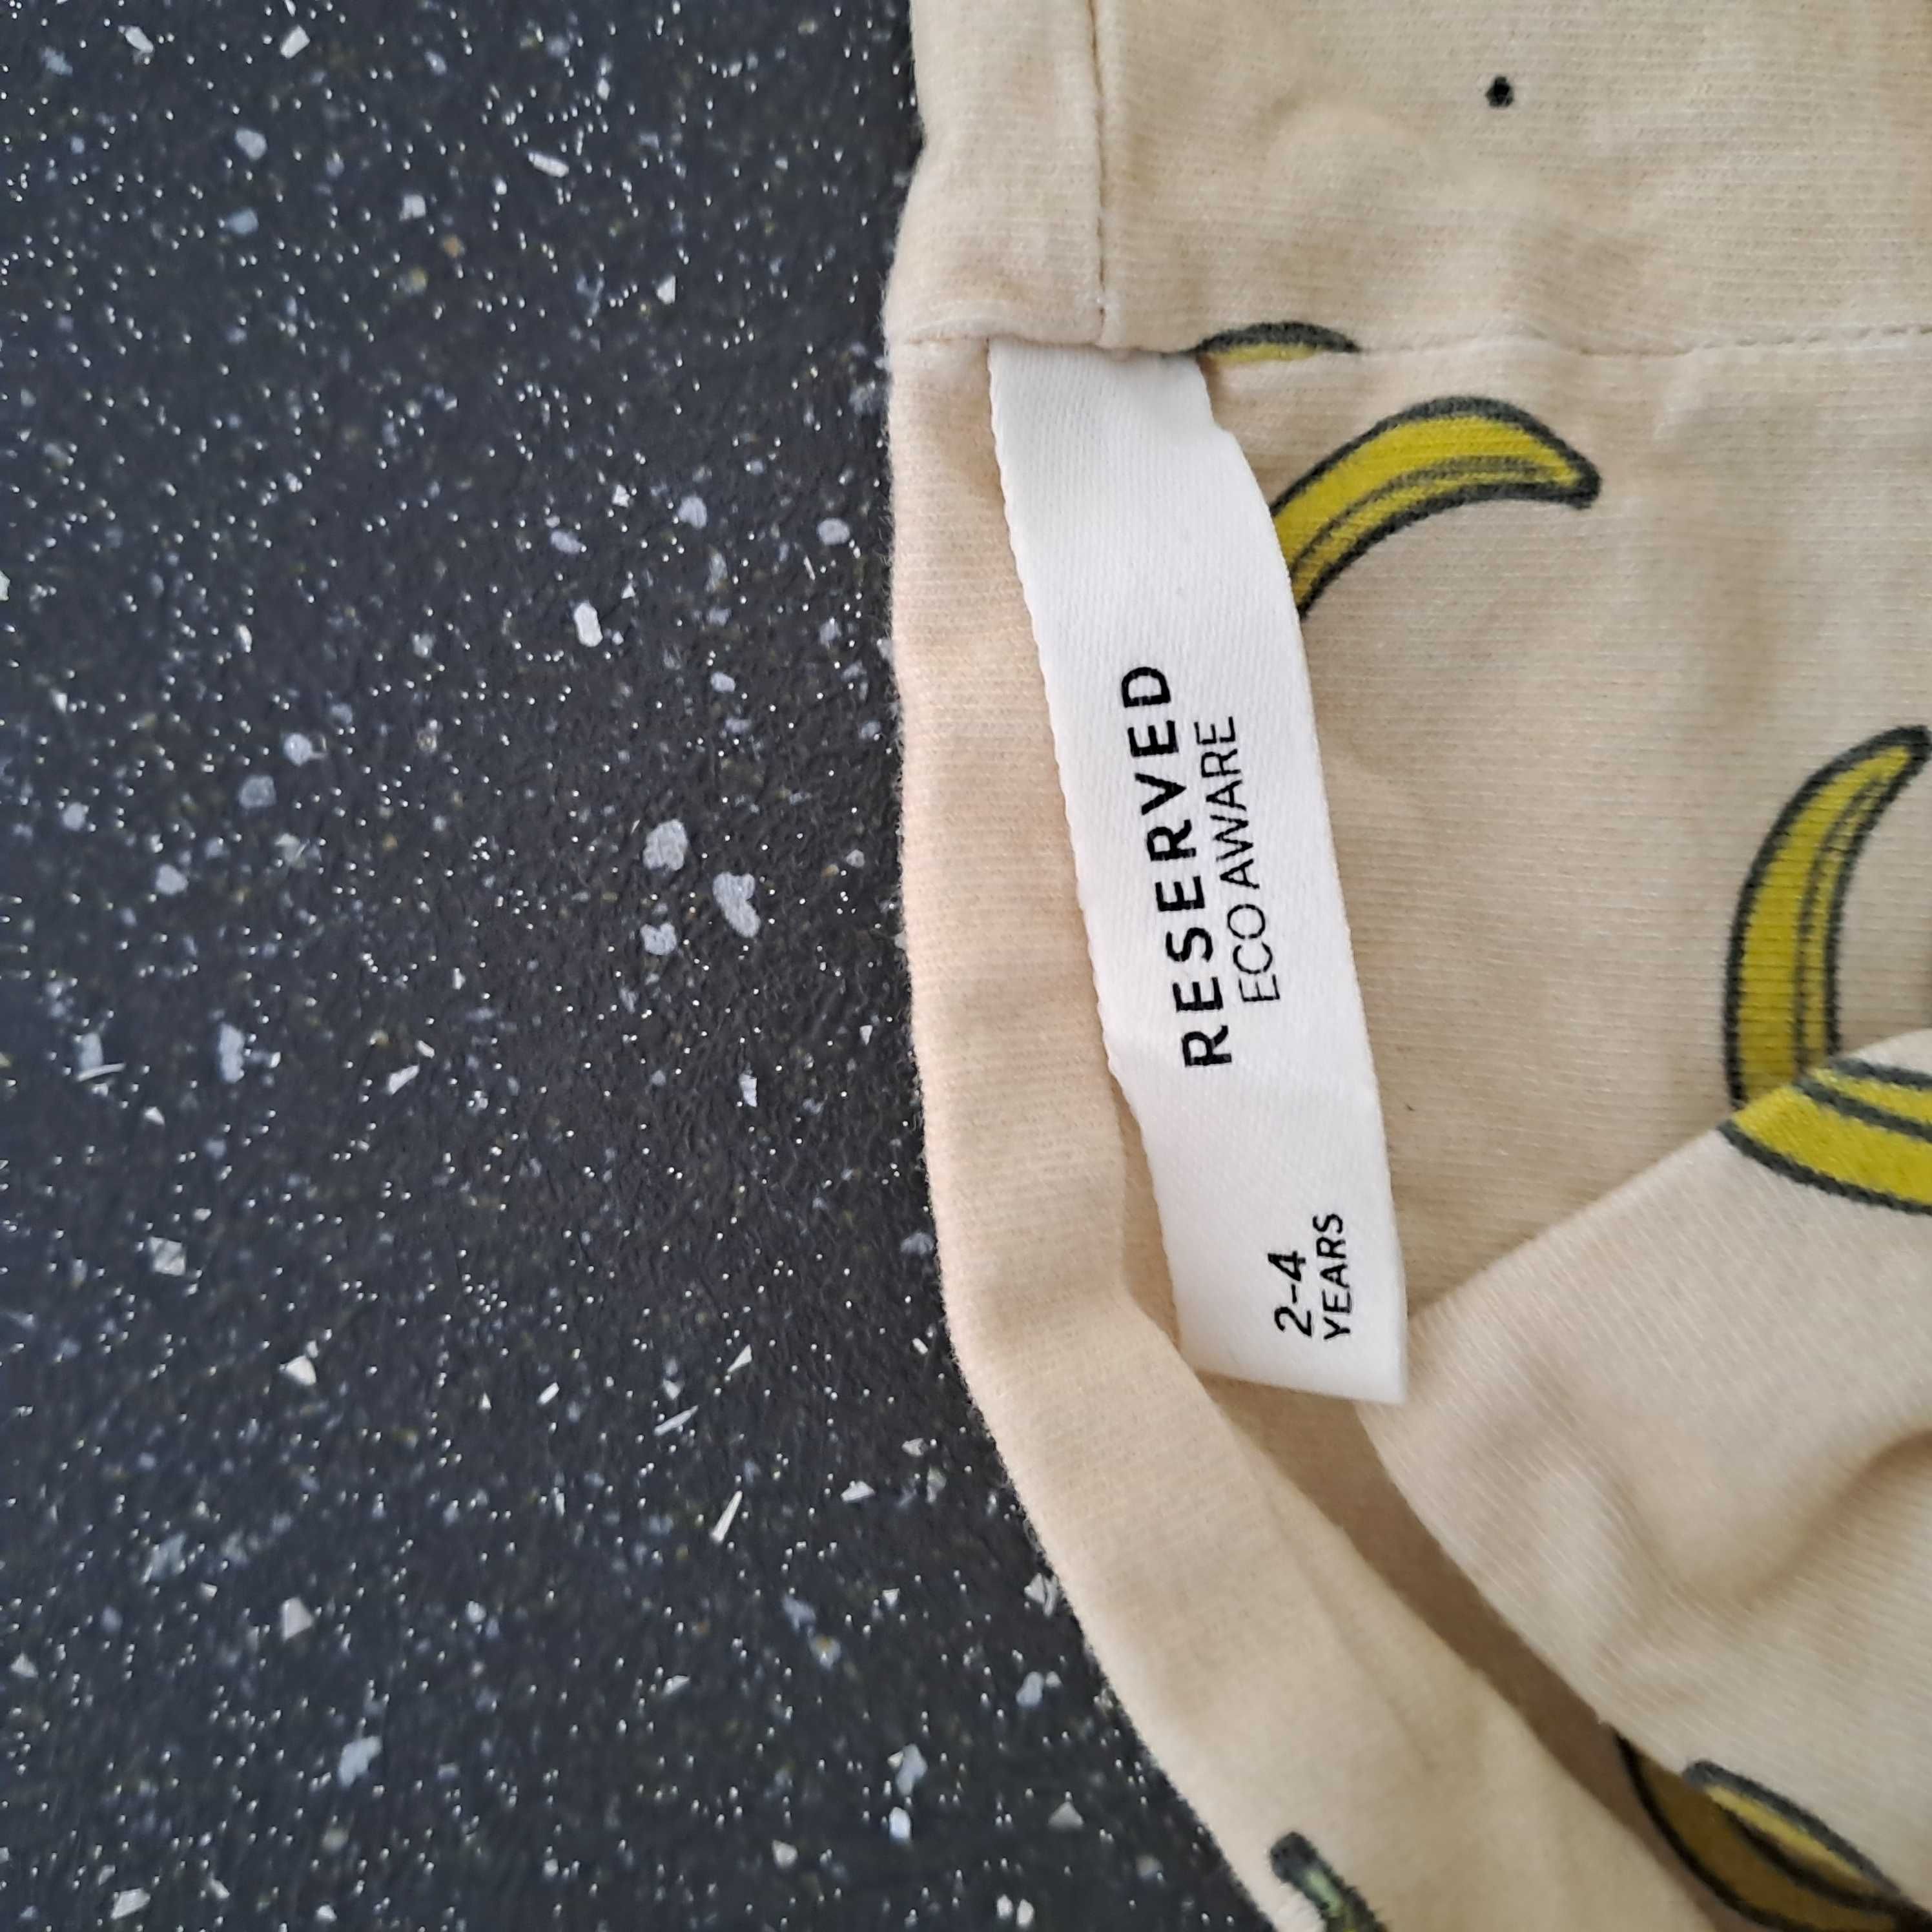 RESERVED
ECO AWARE
2-4
YEARS